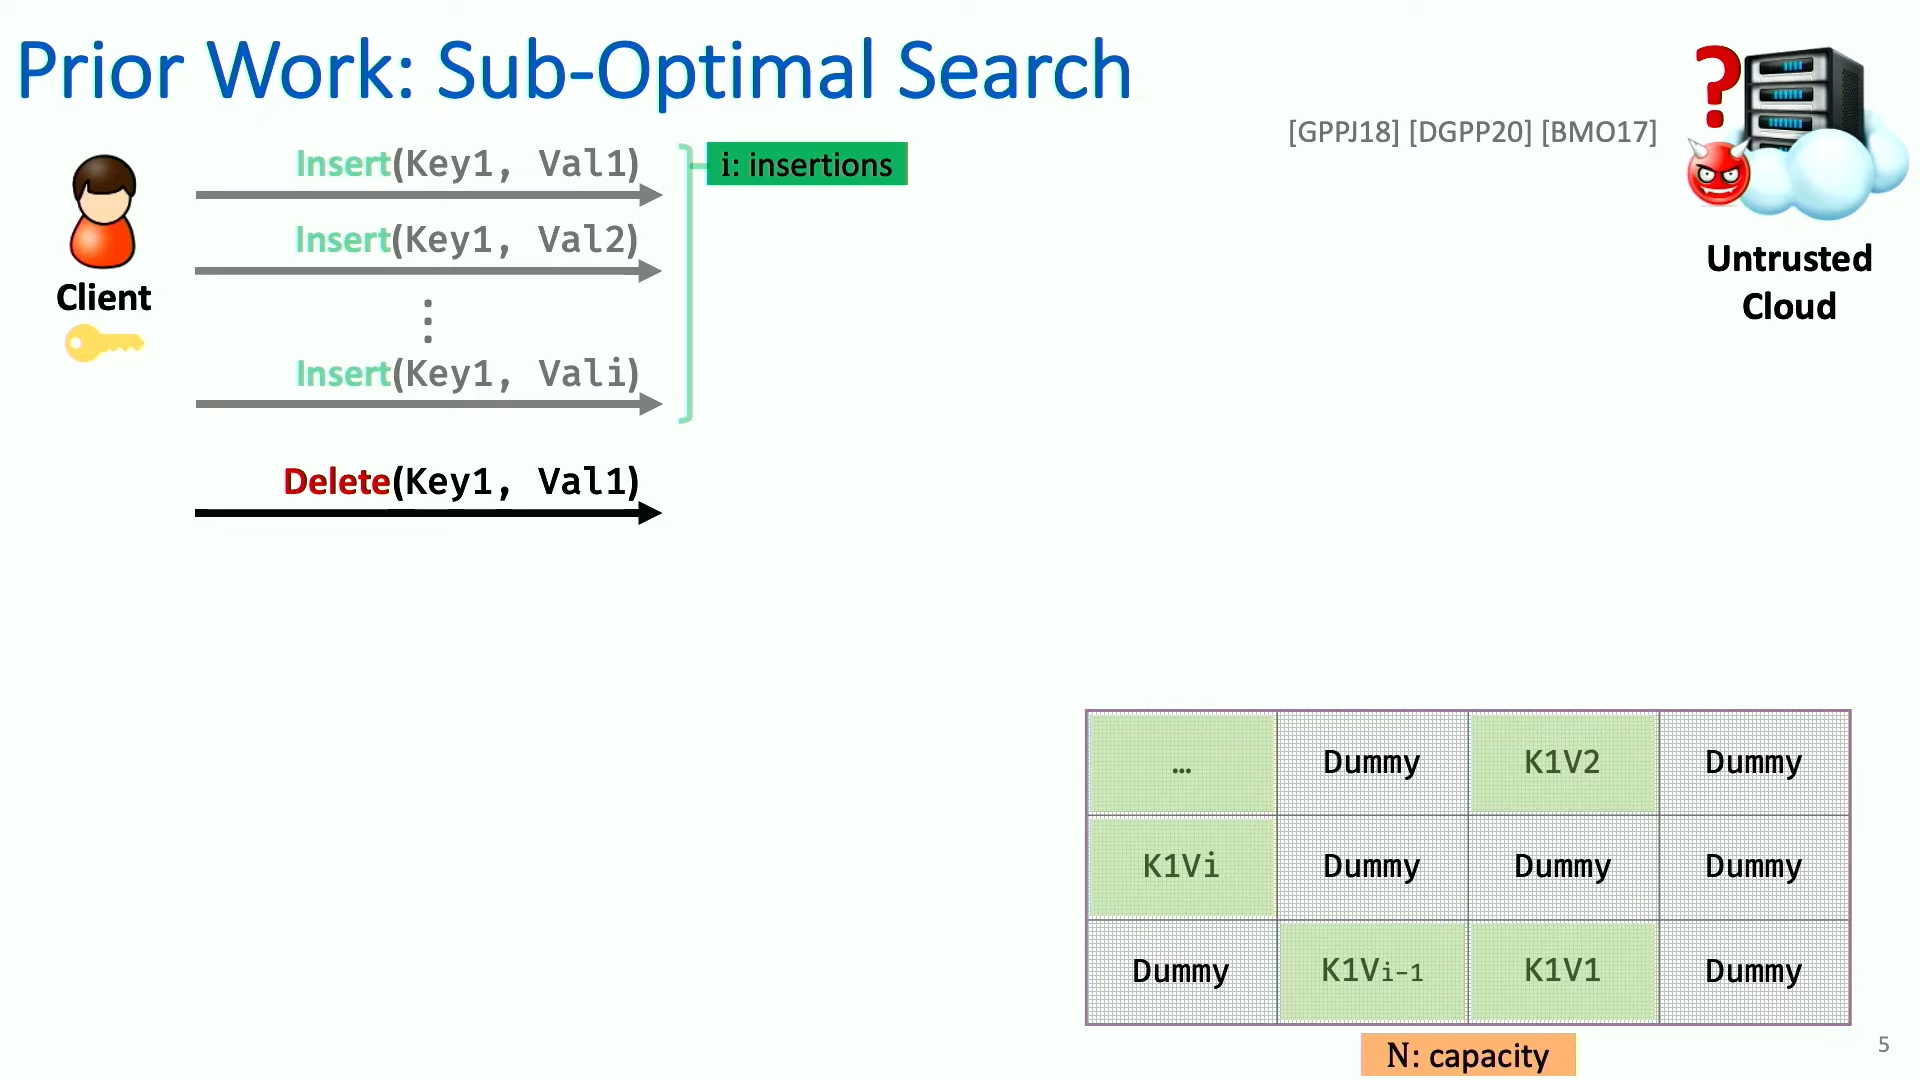 Prior Work: Sub-Optimal Search
[GPPJ18] [DGPP20] [BMO17]
?
Insert(Key1, Val1)
i: insertions
Insert(Key1, Val2)
⋮
Insert(Key1, Vali)
Client
Untrusted
Cloud
Delete(Key1, Val1)
… Dummy K1V2 Dummy
K1Vi Dummy Dummy Dummy
Dummy K1Vi-1 K1V1 Dummy
N: capacity
5